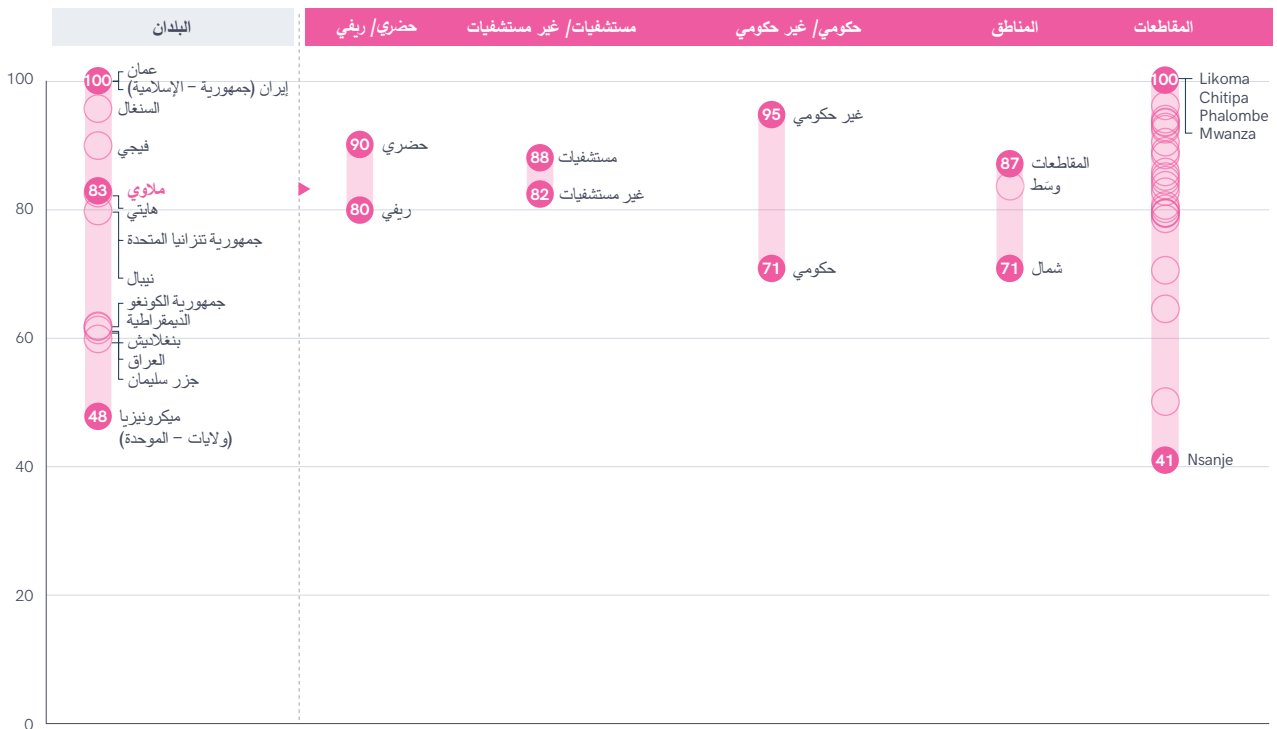 البلدان
حضري/ ريفي
مستشفيات/ غير مستشفيات
حكومي/ غير حكومي
المناطق
المقاطعات
100
80
60
40
20
0
100
عمان
إيران (جمهورية – الإسلامية)
السنغال
فيجي
83
ملاوي
هايتي
جمهورية تنزانيا المتحدة
نيبال
جمهورية الكونغو
الديمقراطية
بنغلاديش
العراق
جزر سليمان
48
ميكرونيزيا
(ولايات – الموحدة)
90
حضري
80
ريفي
88
مستشفيات
82
غير مستشفيات
95
غير حكومي
71
حكومي
87
المقاطعات
وسَط
71
شمال
100
Likoma
Chitipa
Phalombe
Mwanza
41
Nsanje